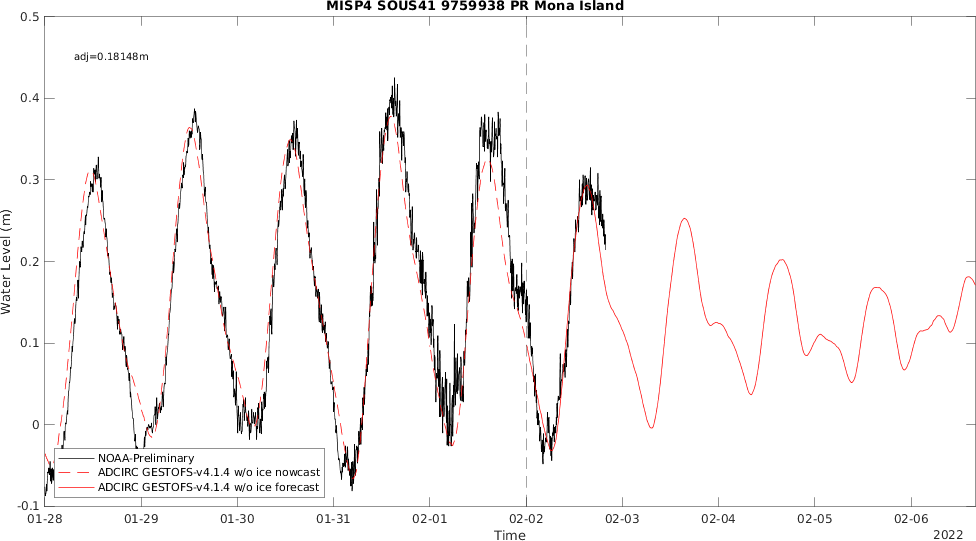 MISP4 SOUS41 9759938 PR Mona Island
0.5
adj=0.18148m
0.4
0.3
0.2
0.1
0
-0.1
Water Level (m)
NOAA-Preliminary
ADCIRC GESTOFS-v4.1.4 w/o ice nowcast
ADCIRC GESTOFS-v4.1.4 w/o ice forecast
01-28 01-29 01-30 01-31 02-01 02-02 02-03 02-04 02-05 02-06
Time
2022